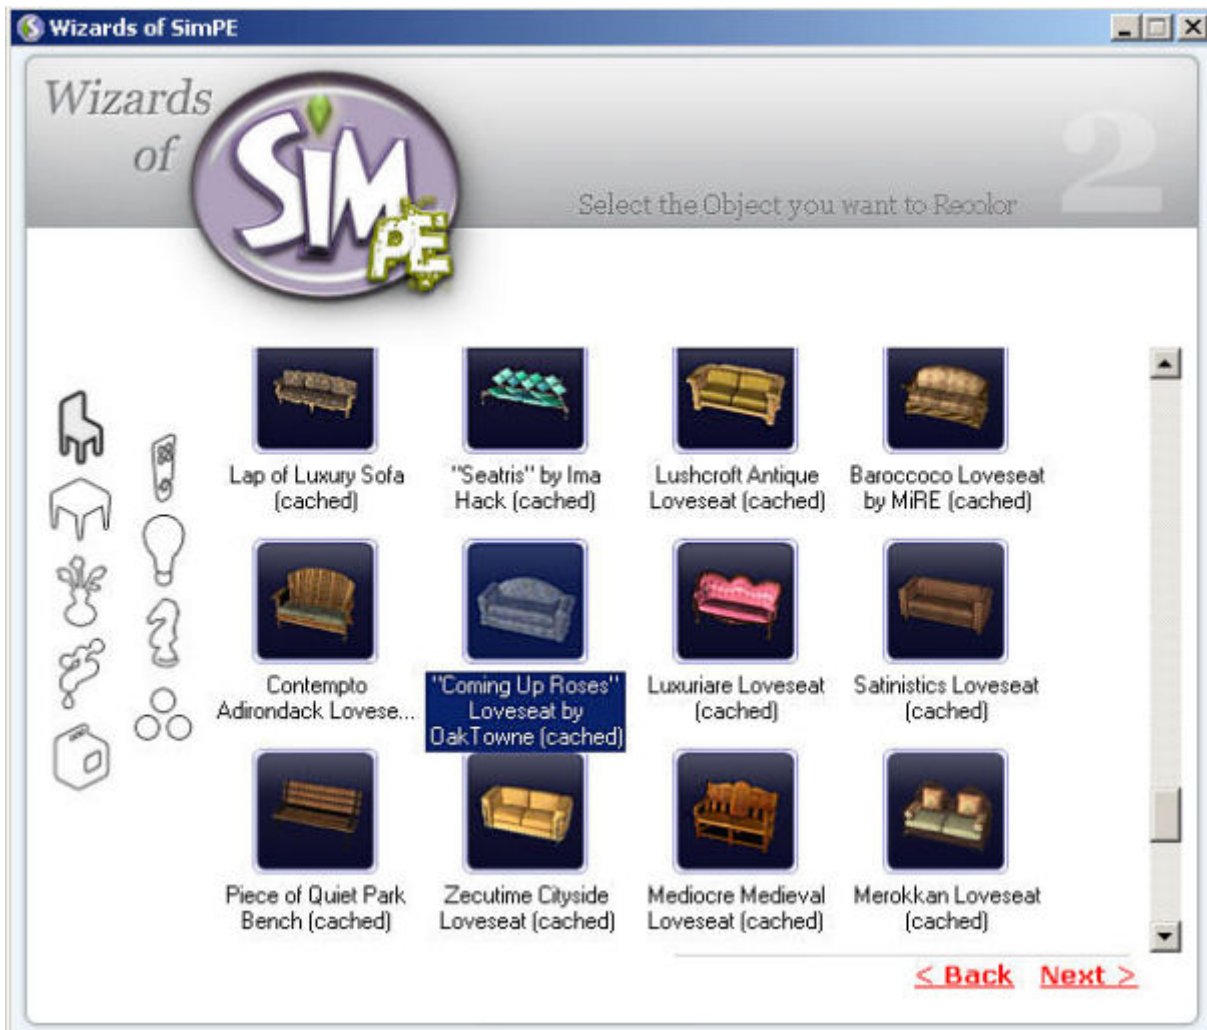 Wizards of SimPE
Wizards
of
SiM
PE
2
Select the Object you want to Recolor
Lap of Luxury Sofa
(cached)
"Seatris" by Ima
Hack (cached)
Lushcroft Antique
Loveseat (cached)
Baroccoco Loveseat
by MiRE (cached)
Contempto
Adirondack Lovese...
"Coming Up Roses"
Loveseat by
OakTowne (cached)
Luxuriare Loveseat
(cached)
Satinistics Loveseat
(cached)
Piece of Quiet Park
Bench (cached)
Zecutime Cityside
Loveseat (cached)
Mediocre Medieval
Loveseat (cached)
Merokkan Loveseat
(cached)
< Back Next >